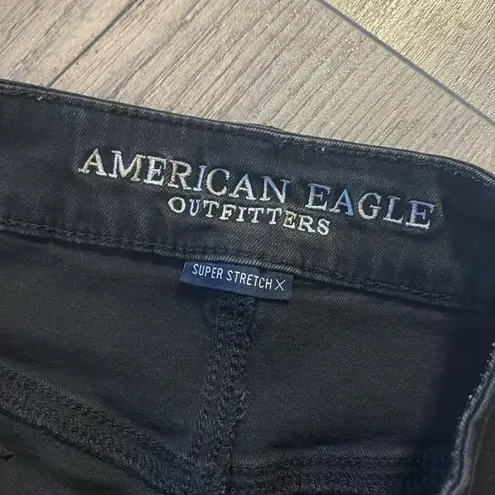 AMERICAN EAGLE
OUTFITTERS
SUPER STRETCH X